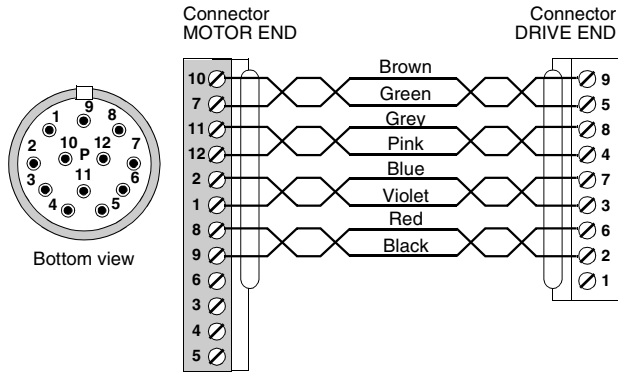 Connector
MOTOR END
Connector
DRIVE END
9
1 8
10 12
2 P 7
3 11 6
4 5
Bottom view
10 Brown 9
7 Green 5
11 Grey 8
12 Pink 4
2 Blue 7
1 Violet 3
8 Red 6
9 Black 2
6 1
3
4
5